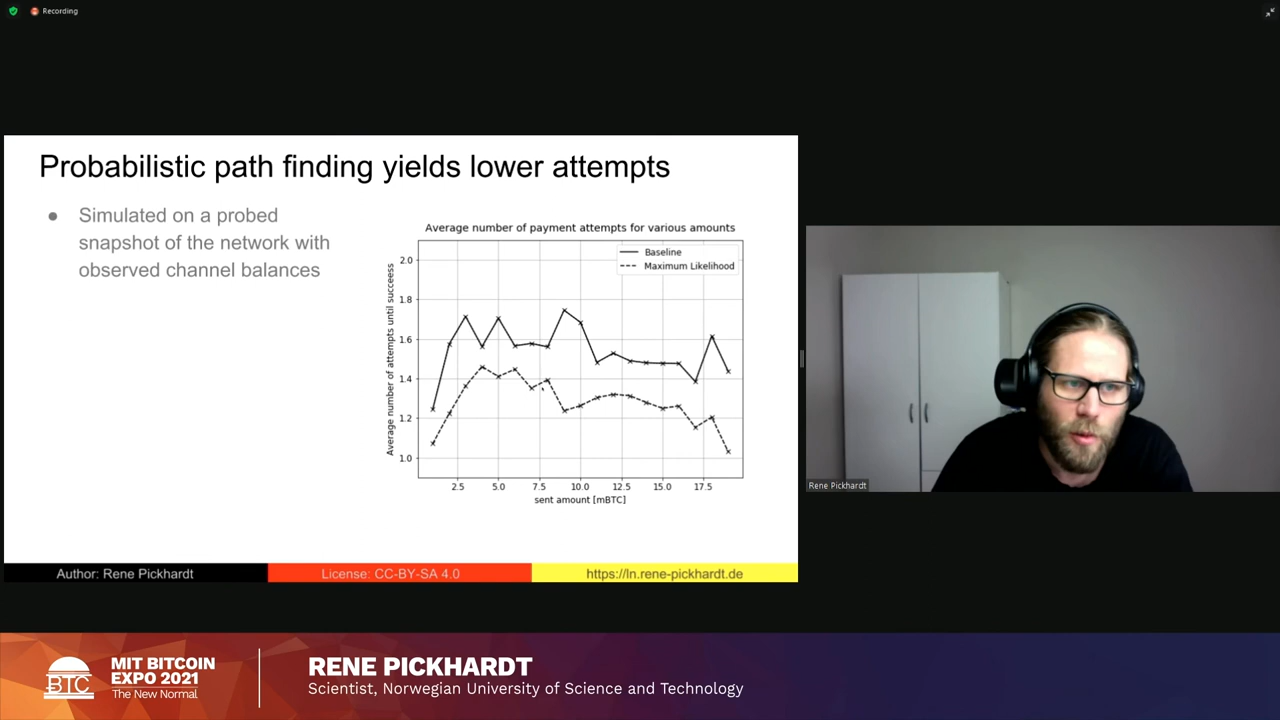 Recording
Probabilistic path finding yields lower attempts
● Simulated on a probed
snapshot of the network with
observed channel balances
Average number of payment attempts for various amounts
Baseline
Maximum Likelihood
Average number of attempts until succeess
2.0
1.8
1.6
1.4
1.2
1.0
2.5 5.0 7.5 10.0 12.5 15.0 17.5
sent amount [mBTC]
Author: Rene Pickhardt
License: CC-BY-SA 4.0
https://ln.rene-pickhardt.de
Rene Pickhardt
BTC
MIT BITCOIN
EXPO 2021
The New Normal
RENE PICKHARDT
Scientist, Norwegian University of Science and Technology